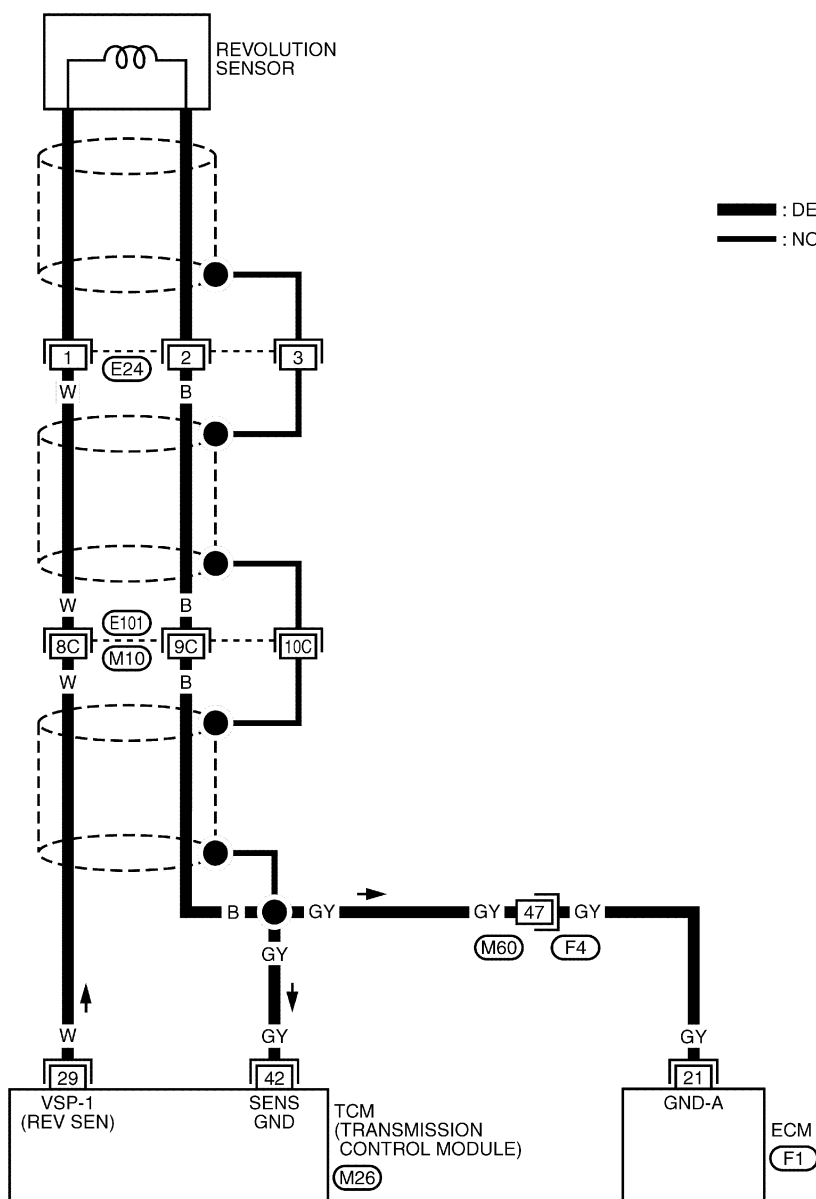 REVOLUTION
SENSOR
: DE
: NO
1
2
3
E24
W
B
W
B
E101
8C
9C
10C
M10
W
B
B
GY
GY
47
GY
GY
M60
F4
W
GY
GY
29
42
21
VSP-1
(REV SEN)
SENS
GND
GND-A
TCM
(TRANSMISSION
CONTROL MODULE)
M26
ECM
F1